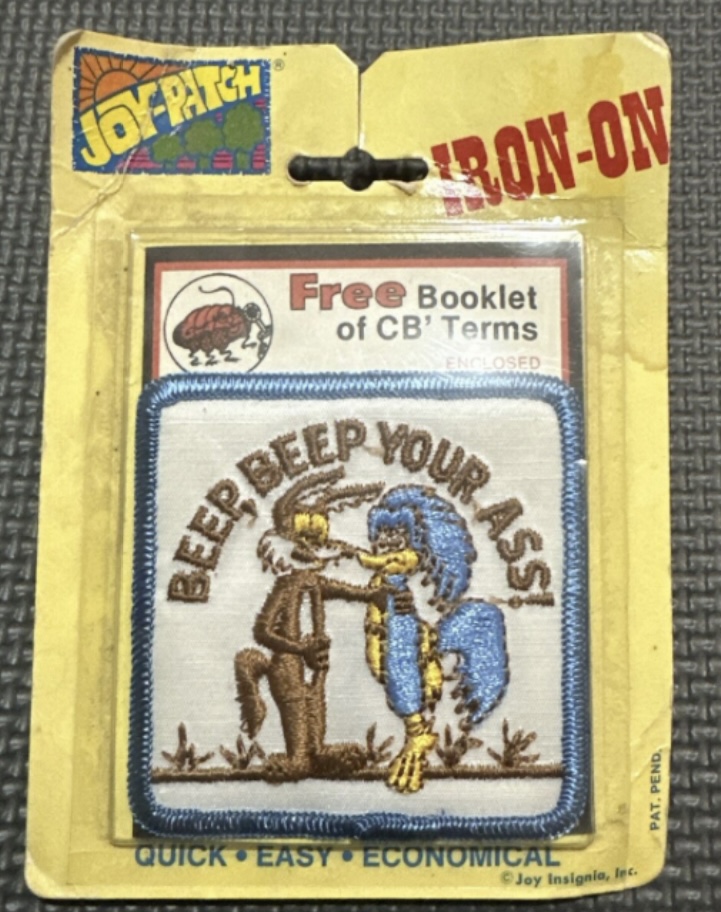 JOY-PATCH ®
IRON-ON
Free Booklet
of CB' Terms
ENCLOSED
BEEP, BEEP YOUR ASS!
PAT. PEND.
QUICK • EASY • ECONOMICAL
© Joy Insignia, Inc.